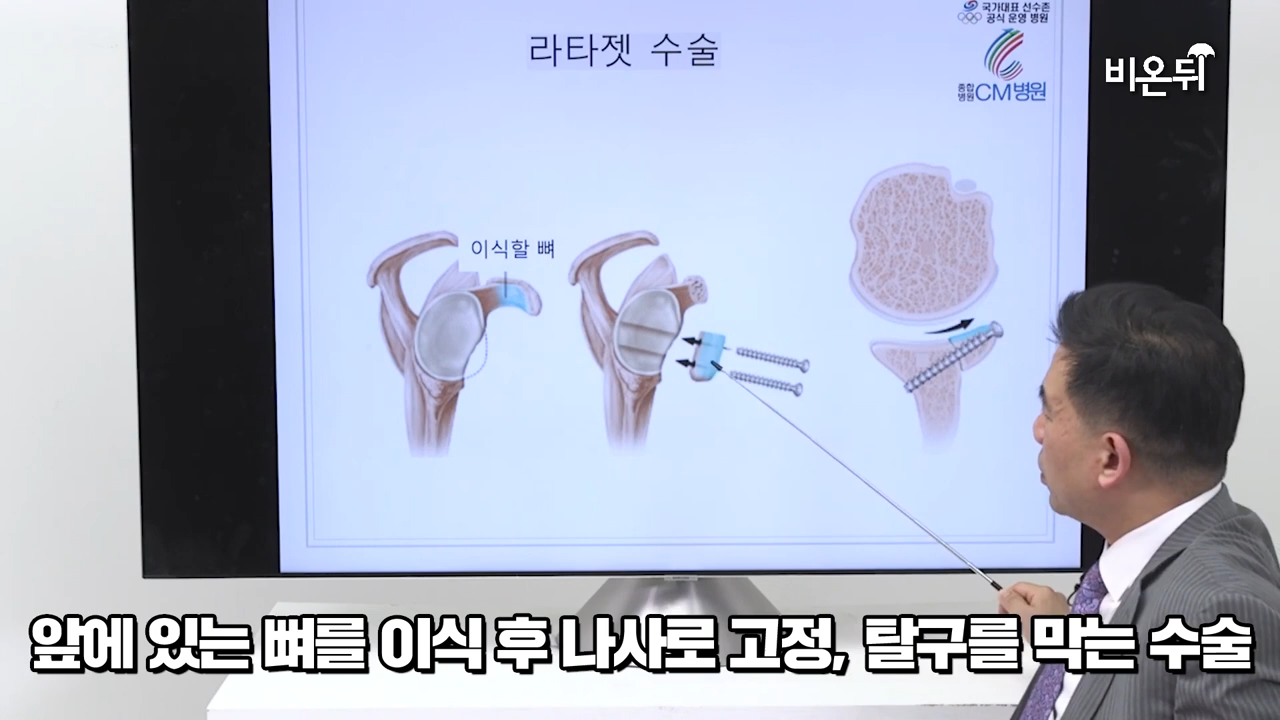 국가대표 선수촌
공식 운영 병원
라타젯 수술
비온뒤
종합
병원 CM병원
이식할 뼈
앞에 있는 뼈를 이식 후 나사로 고정, 탈구를 막는 수술